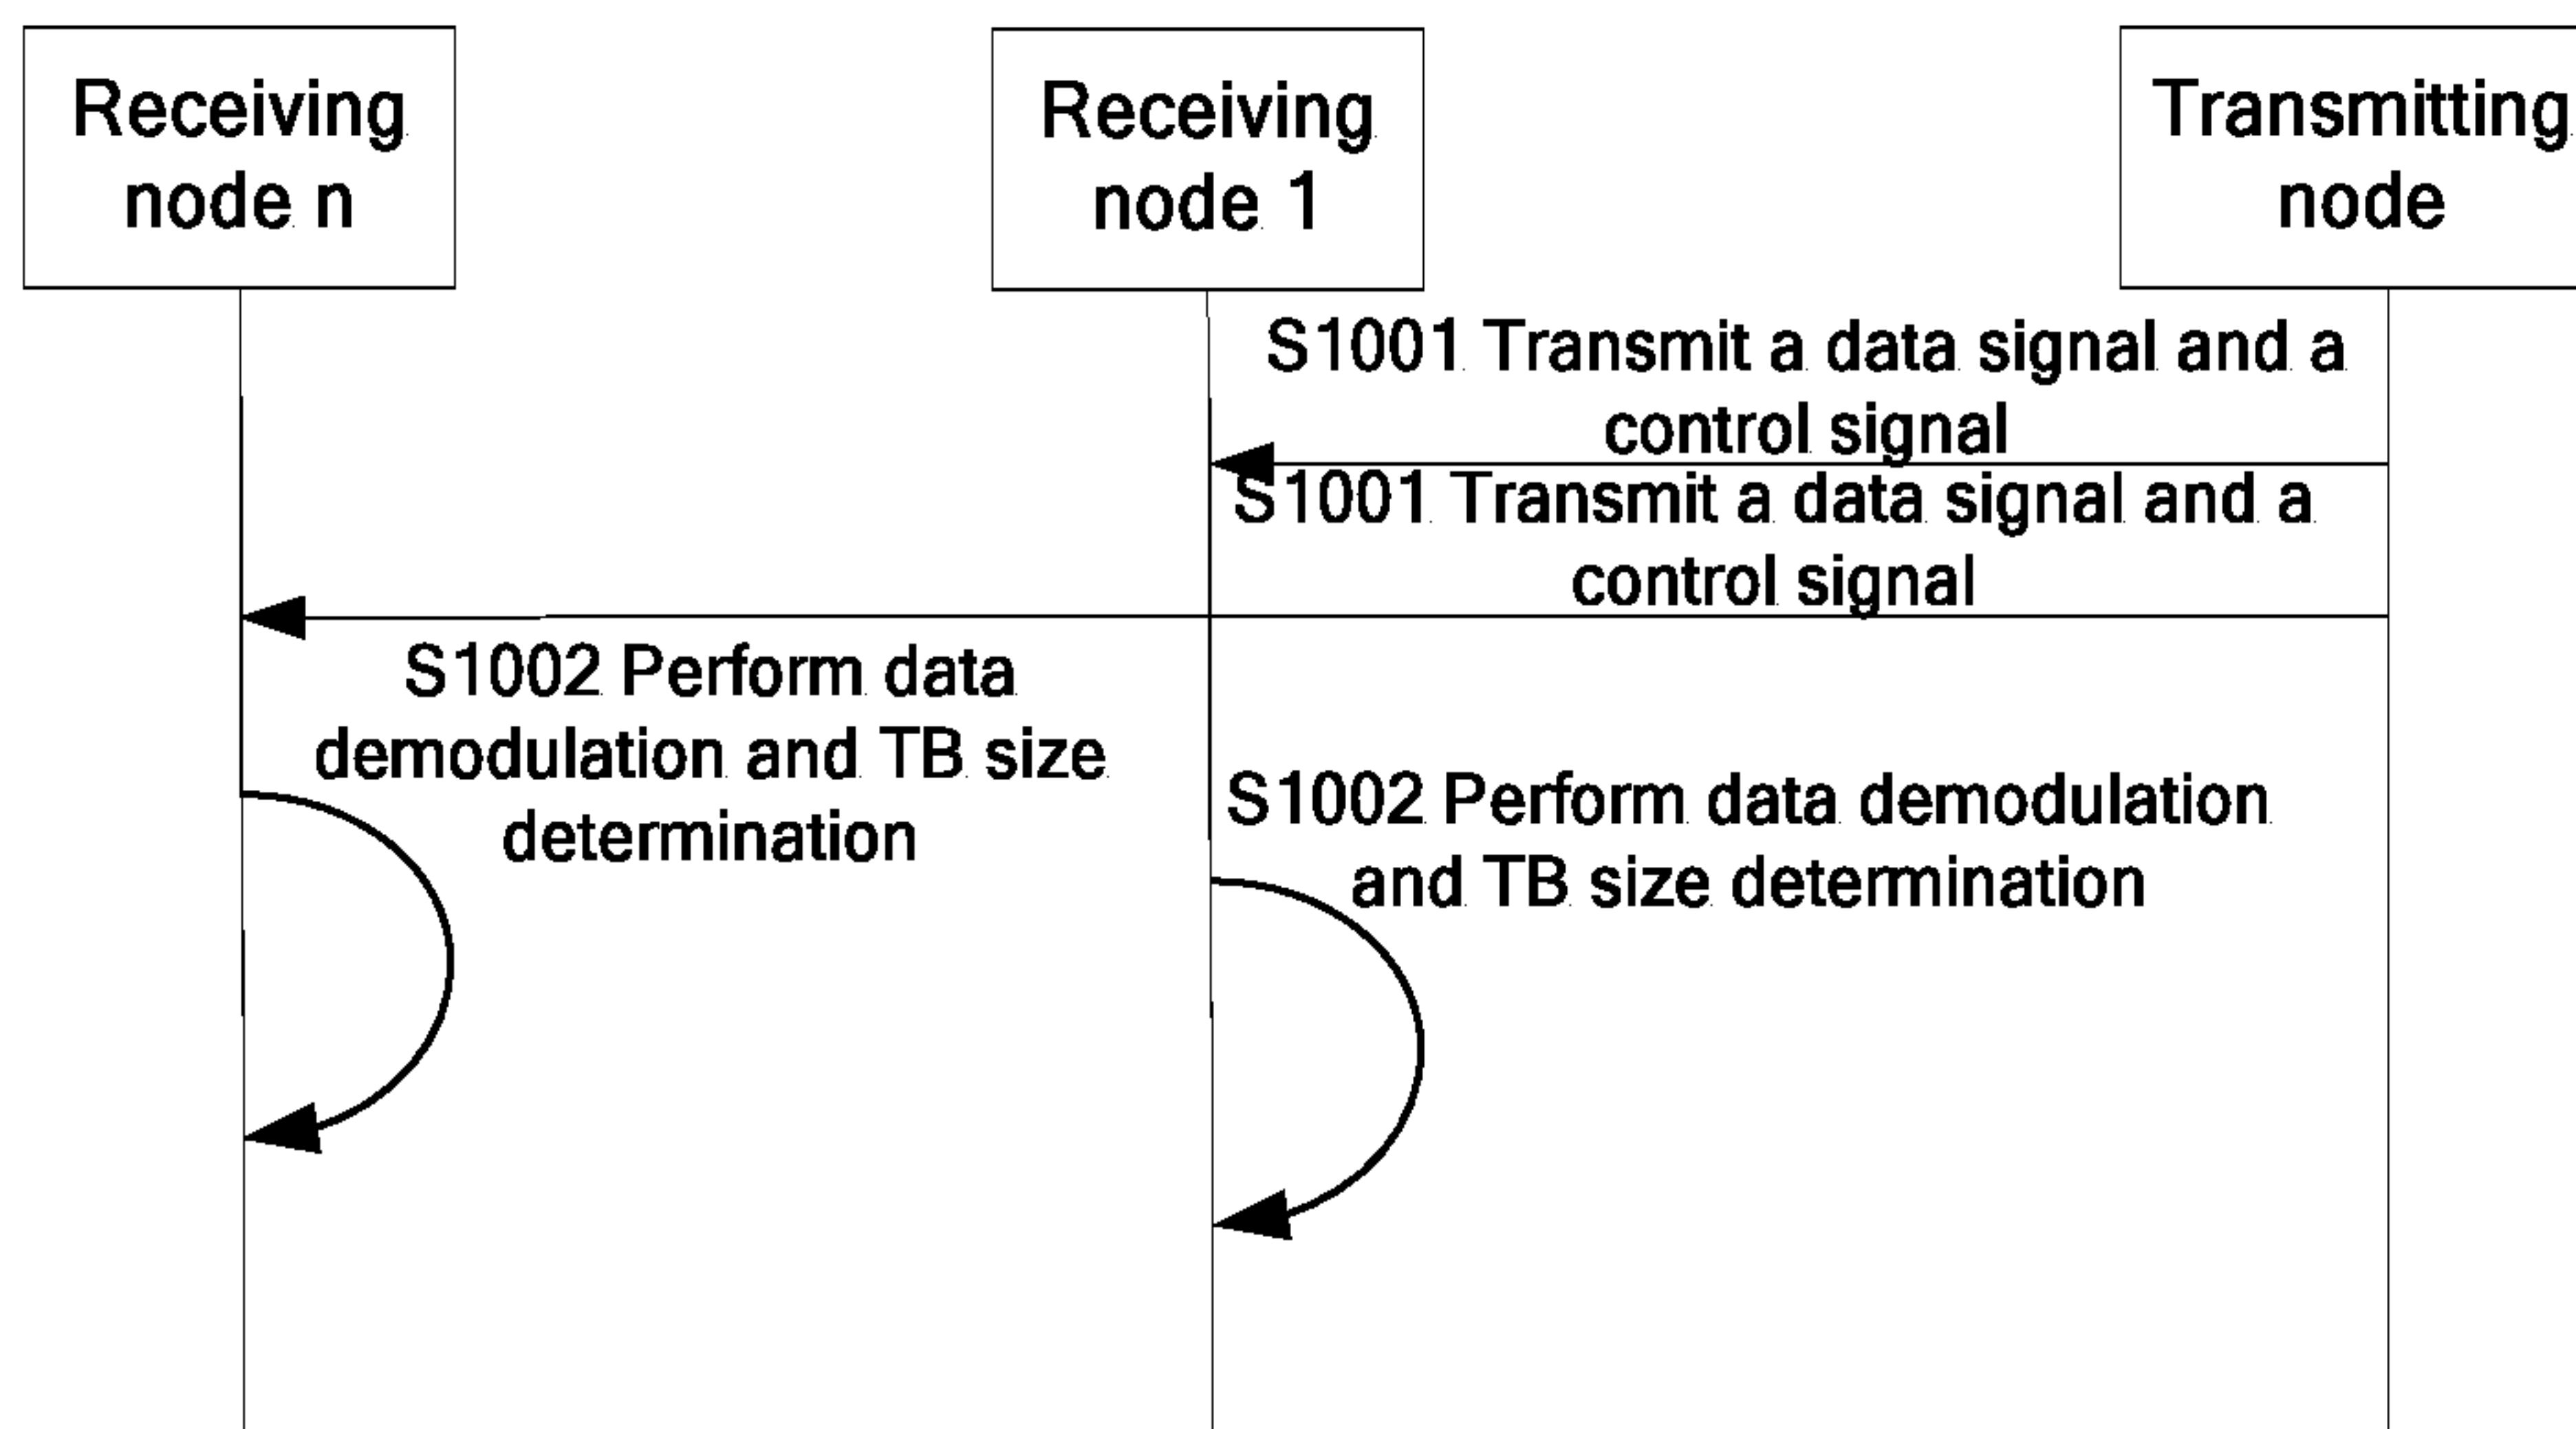 Receiving
node n
Receiving
node 1
Transmitting
node
S1001 Transmit a data signal and a
control signal
S1001 Transmit a data signal and a
control signal
S1002 Perform data
demodulation and TB size
determination
S1002 Perform data demodulation
and TB size determination